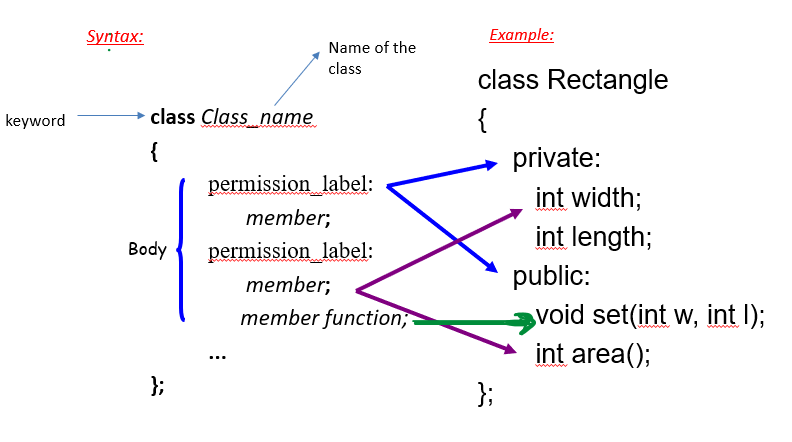 Syntax:
Name of the
class
keyword
class Class_name
{
Body
permission_label:
member;
permission_label:
member;
member function;
...
};
Example:
class Rectangle
{
private:
int width;
int length;
public:
void set(int w, int l);
int area();
};